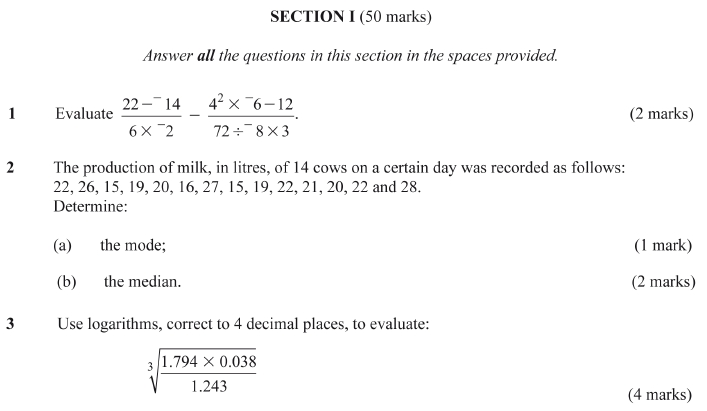 SECTION I (50 marks)
Answer all the questions in this section in the spaces provided.
1 Evaluate (22 − ⁻14)/(6 × ⁻2) − (4² × ⁻6 − 12)/(72 ÷ ⁻8 × 3). (2 marks)
2 The production of milk, in litres, of 14 cows on a certain day was recorded as follows:
22, 26, 15, 19, 20, 16, 27, 15, 19, 22, 21, 20, 22 and 28.
Determine:
(a) the mode; (1 mark)
(b) the median. (2 marks)
3 Use logarithms, correct to 4 decimal places, to evaluate:
∛((1.794 × 0.038)/1.243)
(4 marks)